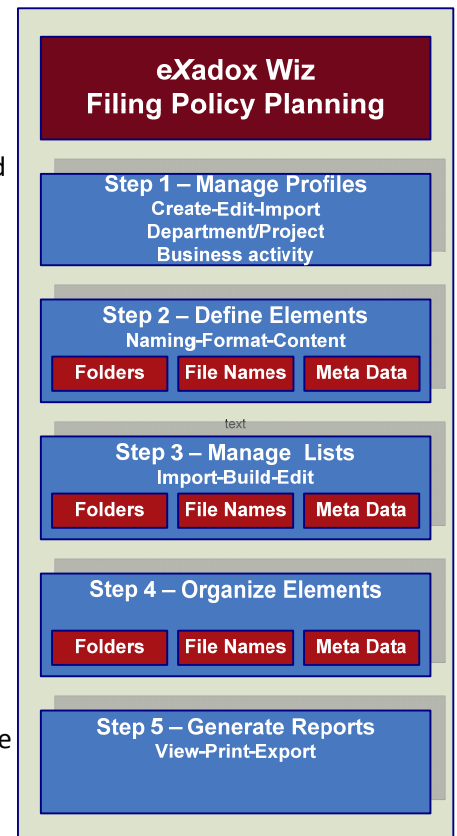 eXadox Wiz
Filing Policy Planning
d
Step 1 – Manage Profiles
Create-Edit-Import
Department/Project
Business activity
Step 2 – Define Elements
Naming-Format-Content
Folders File Names Meta Data
text
Step 3 – Manage Lists
Import-Build-Edit
Folders File Names Meta Data
Step 4 – Organize Elements
Folders File Names Meta Data
Step 5 – Generate Reports
e
View-Print-Export